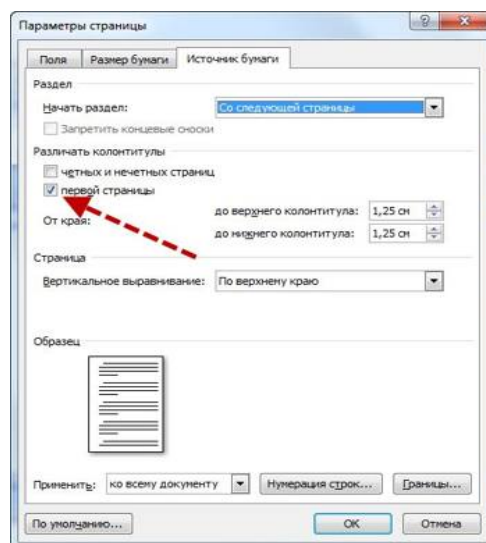 Параметры страницы
Поля Размер бумаги Источник бумаги
Раздел
Начать раздел: Со следующей страницы
Запретить концевые сноски
Различать колонтитулы
четных и нечетных страниц
первой страницы
От края:
до верхнего колонтитула: 1,25 см
до нижнего колонтитула: 1,25 см
Страница
Вертикальное выравнивание: По верхнему краю
Образец
Применить: ко всему документу Нумерация строк... Границы...
По умолчанию... ОК Отмена